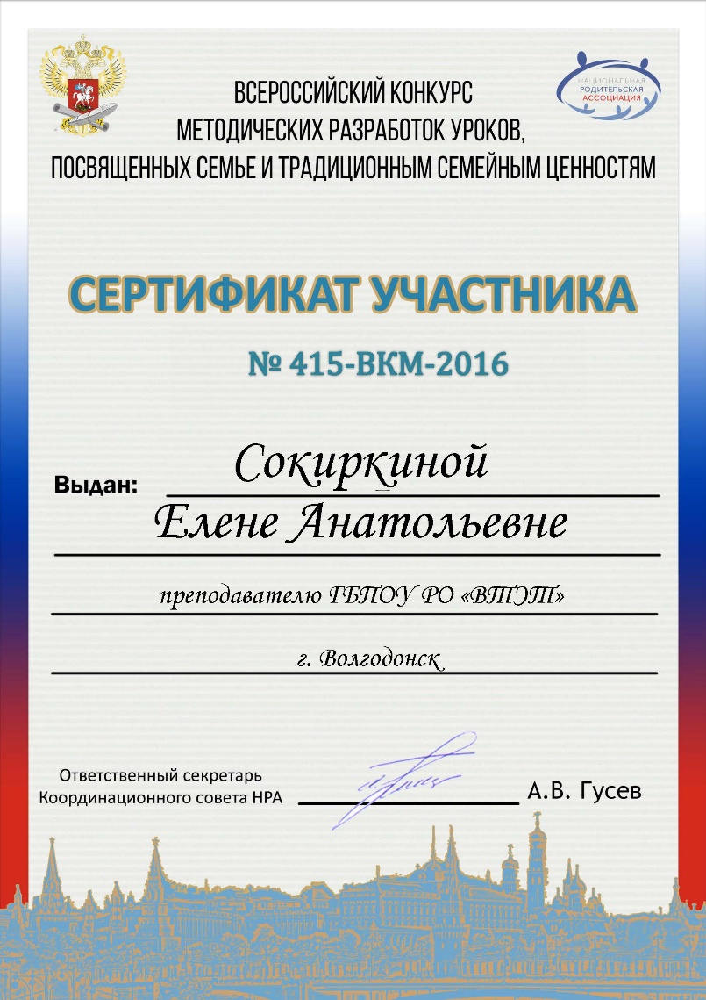 ВСЕРОССИЙСКИЙ КОНКУРС
МЕТОДИЧЕСКИХ РАЗРАБОТОК УРОКОВ,
ПОСВЯЩЕННЫХ СЕМЬЕ И ТРАДИЦИОННЫМ СЕМЕЙНЫМ ЦЕННОСТЯМ
НАЦИОНАЛЬНАЯ
РОДИТЕЛЬСКАЯ
АССОЦИАЦИЯ
СЕРТИФИКАТ УЧАСТНИКА
№ 415-ВКМ-2016
Выдан: Сокиркиной
Елене Анатольевне
преподавателю ГБПОУ РО «ВТЭТ»
г. Волгодонск
Ответственный секретарь
Координационного совета НРА
А.В. Гусев